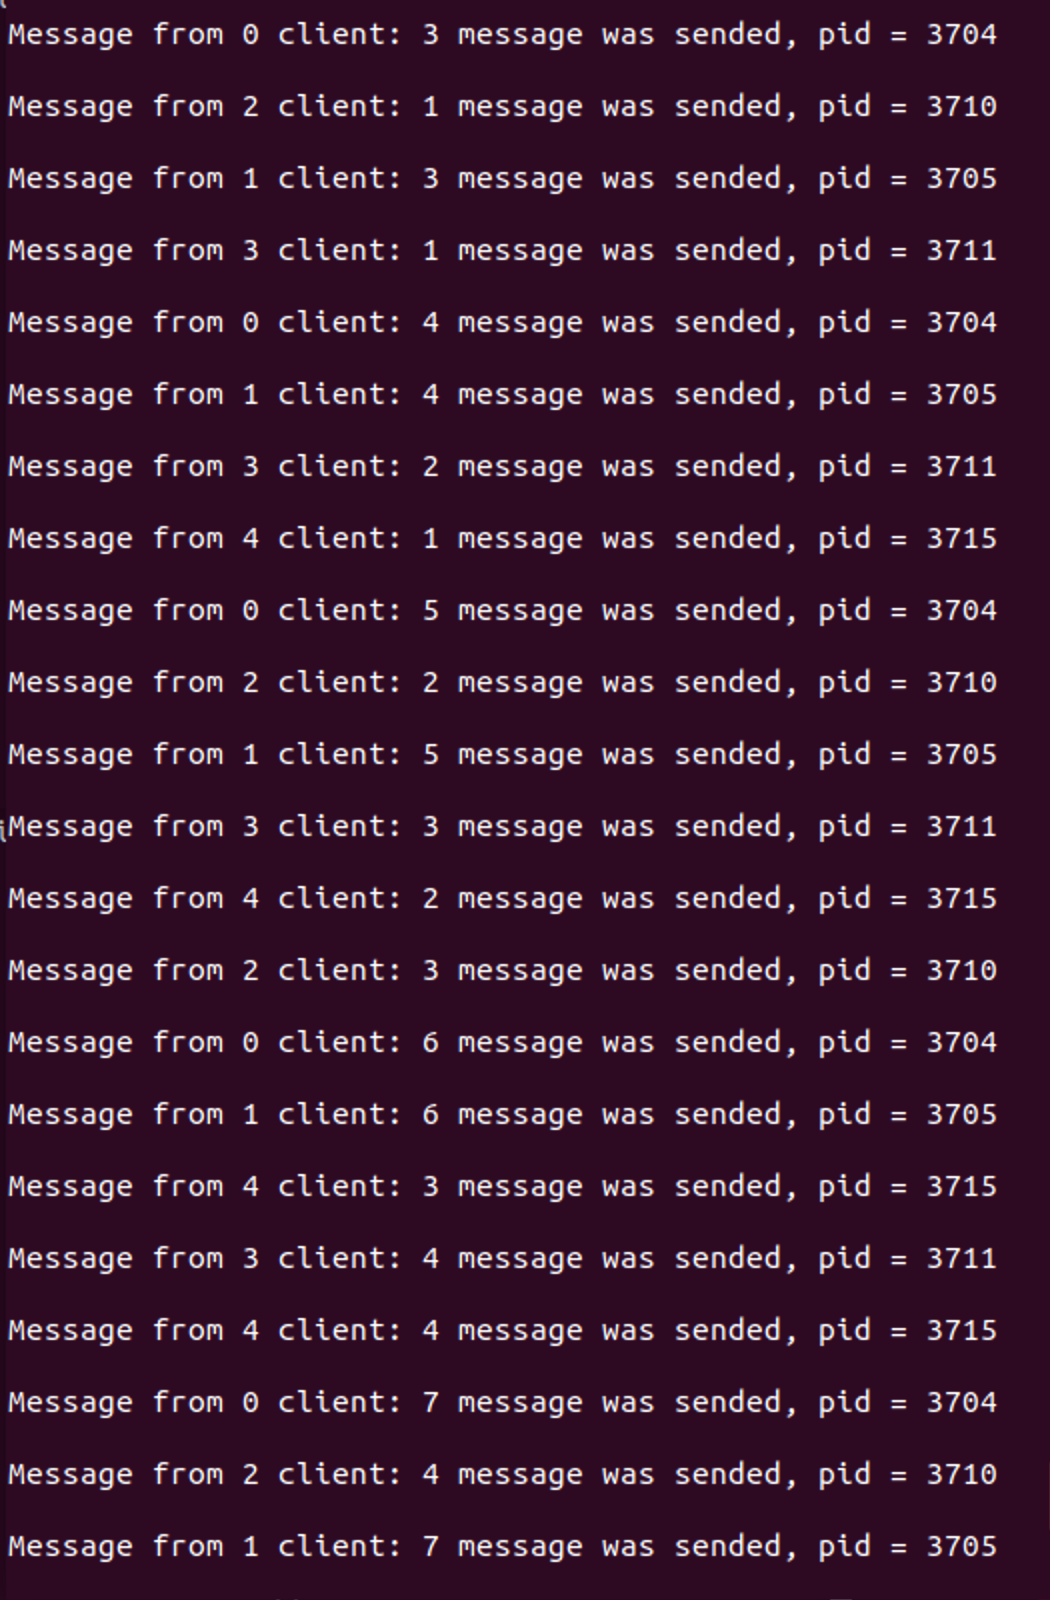 Message from 0 client: 3 message was sended, pid = 3704
Message from 2 client: 1 message was sended, pid = 3710
Message from 1 client: 3 message was sended, pid = 3705
Message from 3 client: 1 message was sended, pid = 3711
Message from 0 client: 4 message was sended, pid = 3704
Message from 1 client: 4 message was sended, pid = 3705
Message from 3 client: 2 message was sended, pid = 3711
Message from 4 client: 1 message was sended, pid = 3715
Message from 0 client: 5 message was sended, pid = 3704
Message from 2 client: 2 message was sended, pid = 3710
Message from 1 client: 5 message was sended, pid = 3705
Message from 3 client: 3 message was sended, pid = 3711
Message from 4 client: 2 message was sended, pid = 3715
Message from 2 client: 3 message was sended, pid = 3710
Message from 0 client: 6 message was sended, pid = 3704
Message from 1 client: 6 message was sended, pid = 3705
Message from 4 client: 3 message was sended, pid = 3715
Message from 3 client: 4 message was sended, pid = 3711
Message from 4 client: 4 message was sended, pid = 3715
Message from 0 client: 7 message was sended, pid = 3704
Message from 2 client: 4 message was sended, pid = 3710
Message from 1 client: 7 message was sended, pid = 3705